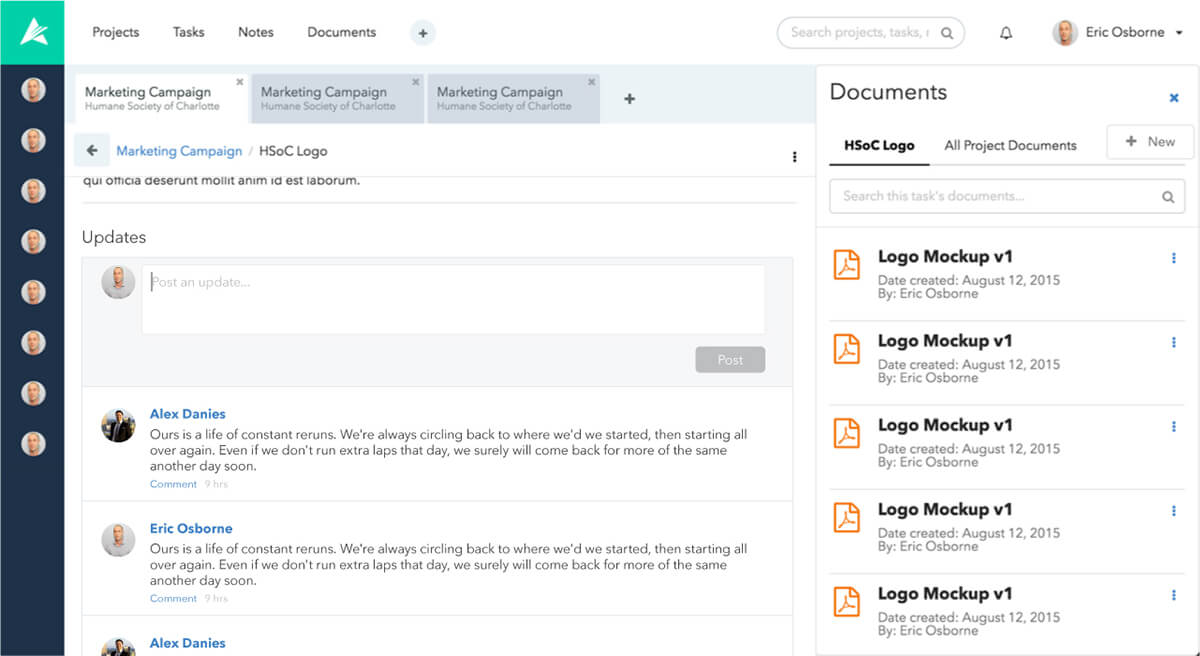 Projects Tasks Notes Documents +
Search projects, tasks, r
Eric Osborne
Marketing Campaign
Humane Society of Charlotte
Marketing Campaign
Humane Society of Charlotte
Marketing Campaign
Humane Society of Charlotte
Marketing Campaign / HSoC Logo
qui officia deserunt mollit anim id est laborum.
Updates
Post an update...
Post
Alex Danies
Ours is a life of constant reruns. We're always circling back to where we'd we started, then starting all
over again. Even if we don't run extra laps that day, we surely will come back for more of the same
another day soon.
Comment 9 hrs
Eric Osborne
Ours is a life of constant reruns. We're always circling back to where we'd we started, then starting all
over again. Even if we don't run extra laps that day, we surely will come back for more of the same
another day soon.
Comment 9 hrs
Alex Danies
Documents
HSoC Logo All Project Documents + New
Search this task's documents...
Logo Mockup v1
Date created: August 12, 2015
By: Eric Osborne
Logo Mockup v1
Date created: August 12, 2015
By: Eric Osborne
Logo Mockup v1
Date created: August 12, 2015
By: Eric Osborne
Logo Mockup v1
Date created: August 12, 2015
By: Eric Osborne
Logo Mockup v1
Date created: August 12, 2015
By: Eric Osborne